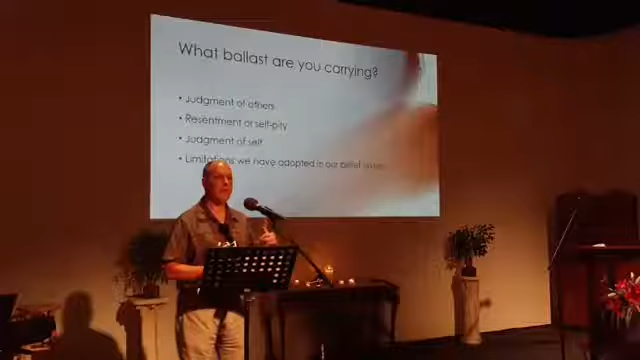 What ballast are you carrying?
• Judgment of others
• Resentment or self-pity
• Judgment of self
• Limitations we have adopted in our belief